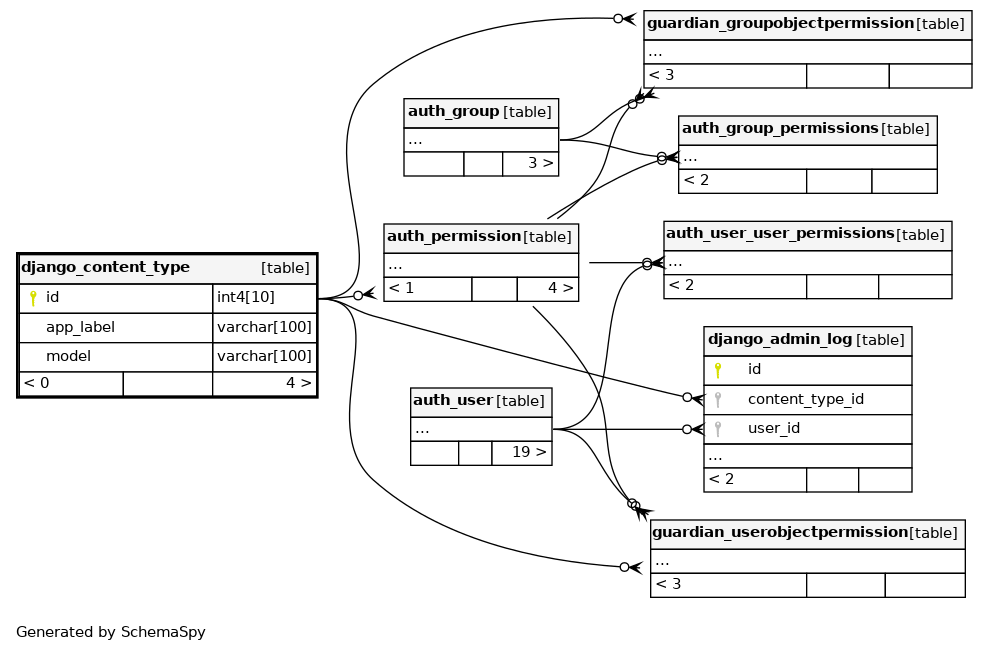 guardian_groupobjectpermission [table]
...
< 3
auth_group [table]
...
3 >
auth_group_permissions [table]
...
< 2
auth_permission [table]
...
< 1 4 >
auth_user_user_permissions [table]
...
< 2
django_content_type [table]
id int4[10]
app_label varchar[100]
model varchar[100]
< 0 4 >
django_admin_log [table]
id
content_type_id
user_id
...
< 2
auth_user [table]
...
19 >
guardian_userobjectpermission [table]
...
< 3
Generated by SchemaSpy